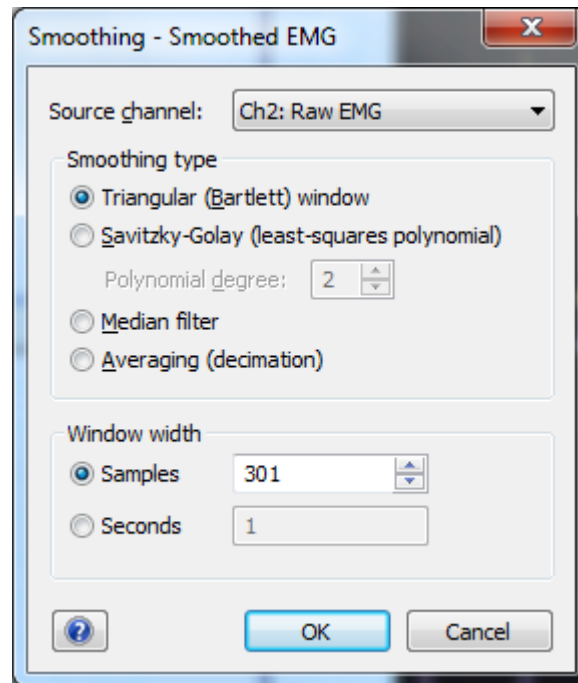 Smoothing - Smoothed EMG
Source channel: Ch2: Raw EMG
Smoothing type
Triangular (Bartlett) window
Savitzky-Golay (least-squares polynomial)
Polynomial degree: 2
Median filter
Averaging (decimation)
Window width
Samples 301
Seconds 1
OK Cancel